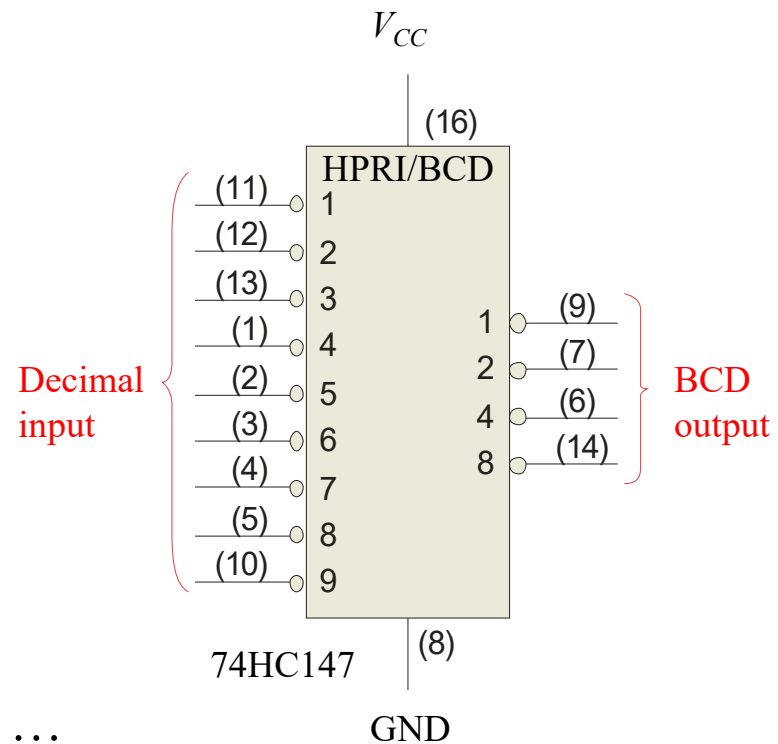 V_CC
(16)
HPRI/BCD
(11) 1
(12) 2
(13) 3
1 (9)
(1) 4
2 (7)
Decimal input
(2) 5
BCD output
4 (6)
(3) 6
8 (14)
(4) 7
(5) 8
(10) 9
74HC147
(8)
...
GND